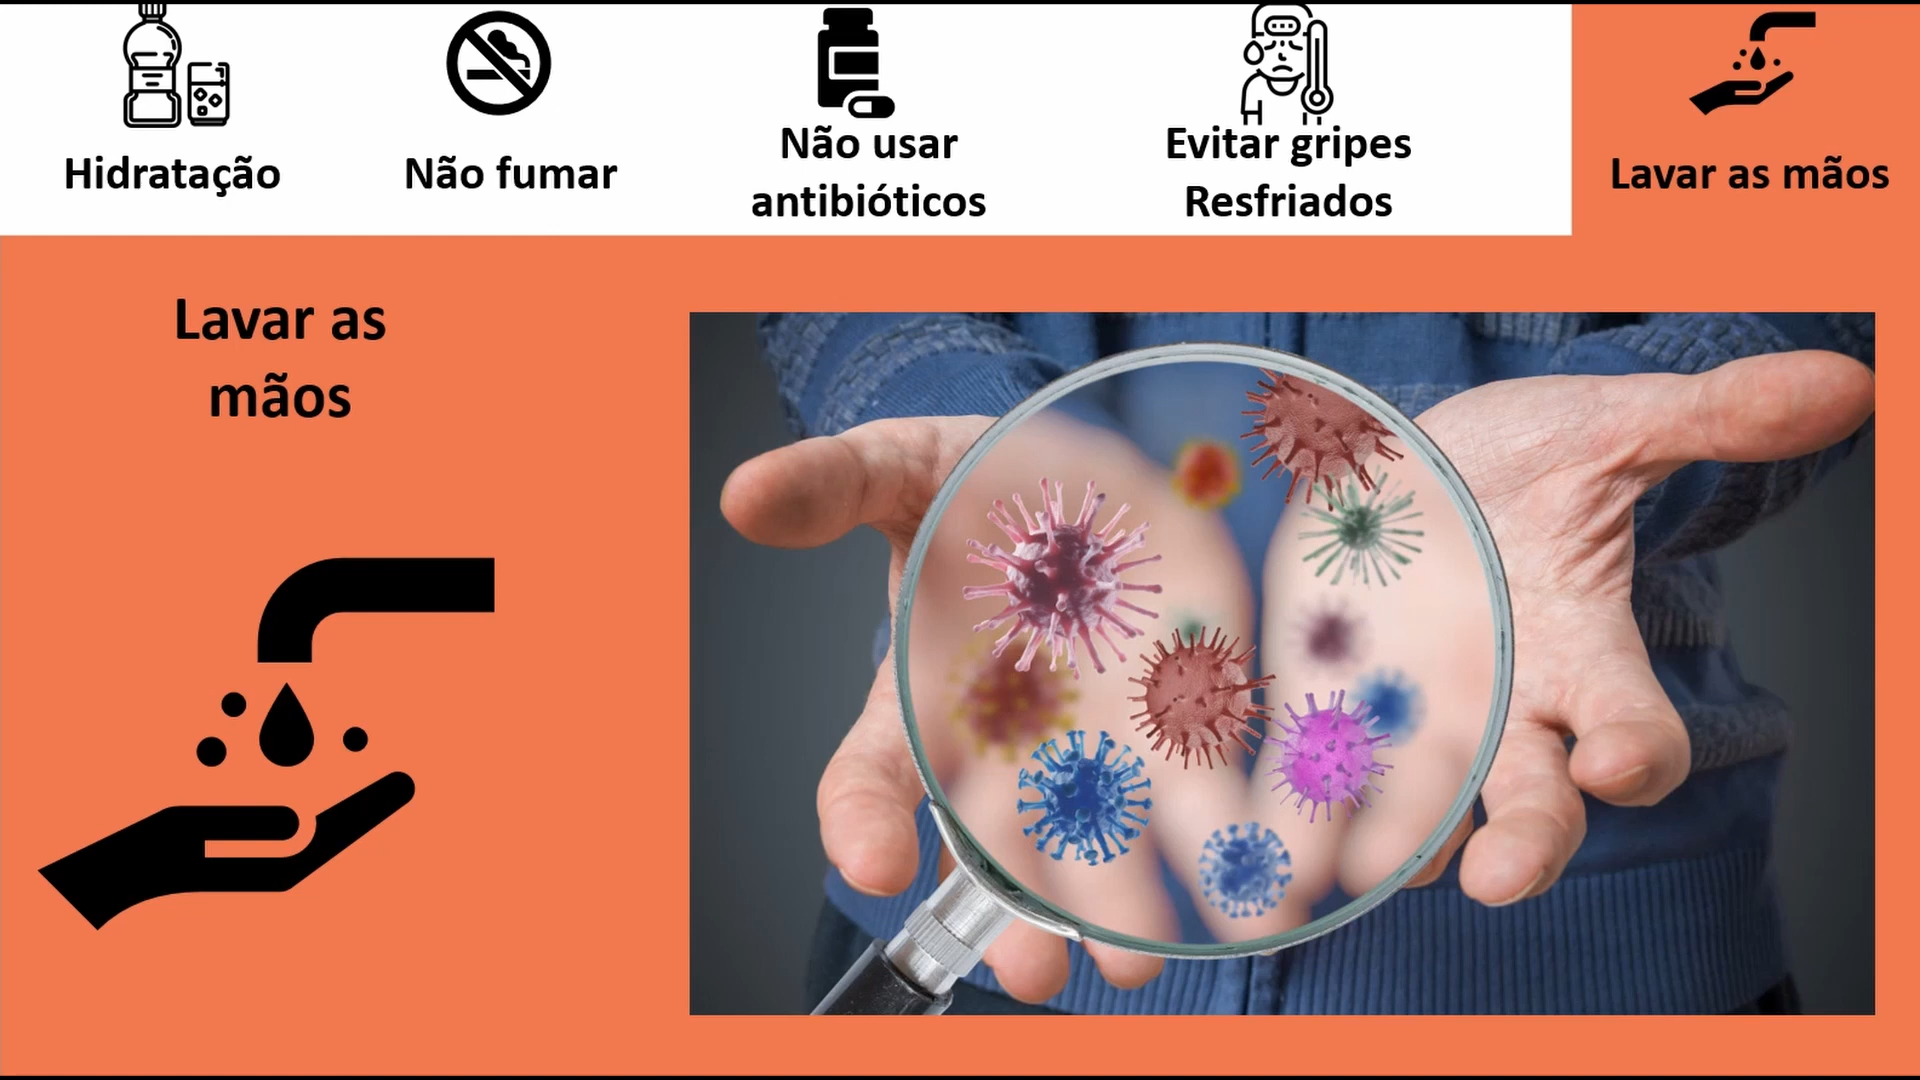 Hidratação
Não fumar
Não usar
antibióticos
Evitar gripes
Resfriados
Lavar as mãos
Lavar as
mãos